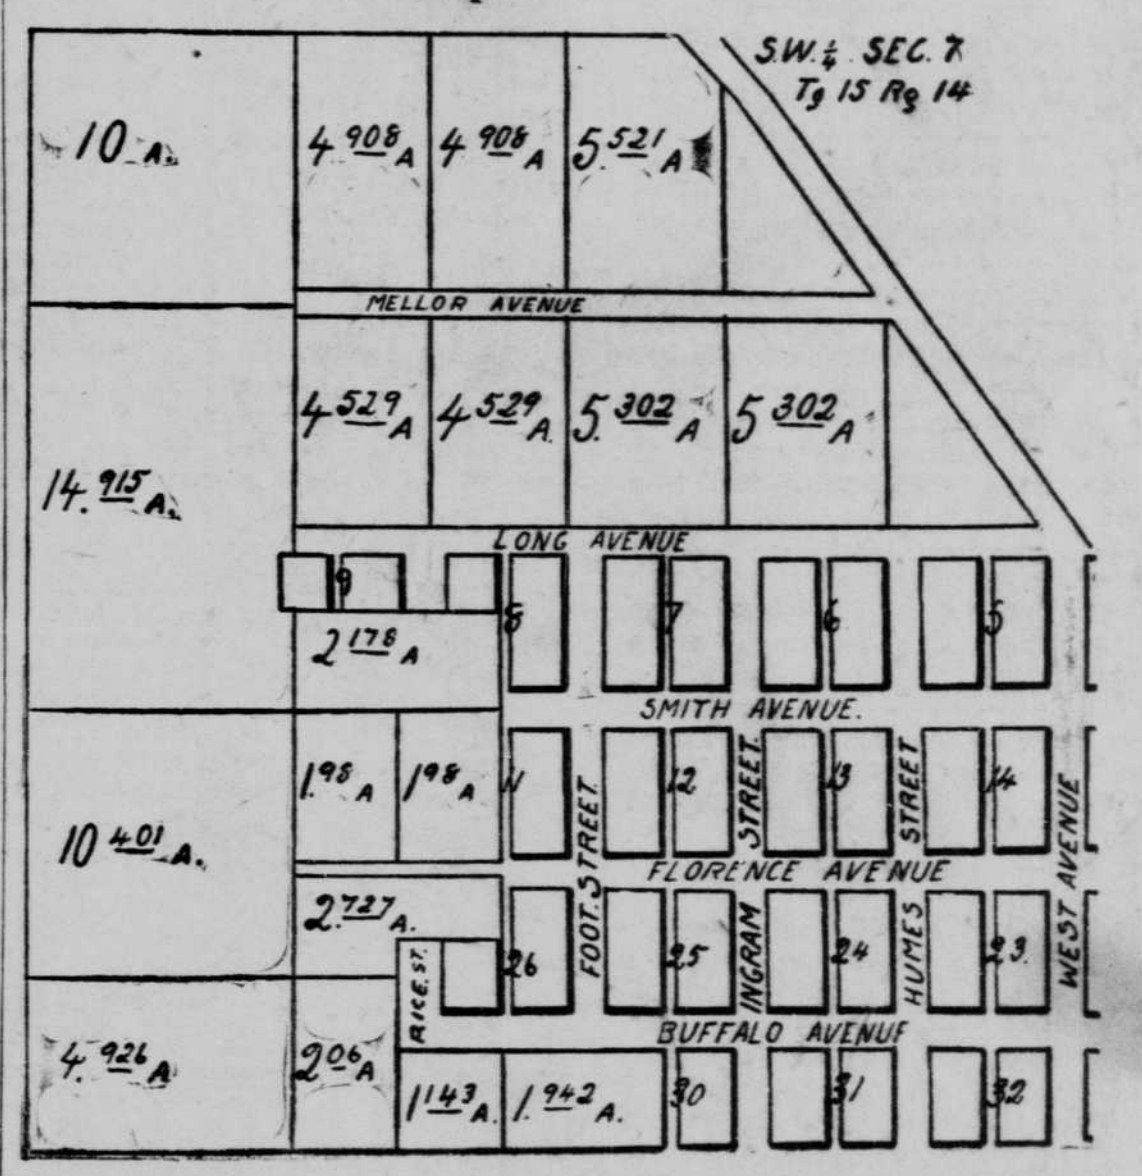 S.W. ¼ SEC. 7
Tg 15 Rg 14
10 A.
4 908 A
4 908 A
5. 521 A
MELLOR AVENUE
4 529 A
4 529 A.
5. 302 A
5 302 A
14. 915 A.
LONG AVENUE
9
8
7
6
5
2 178 A
SMITH AVENUE.
1. 98 A
1 98 A
11
12
13
14
FOOT. STREET.
INGRAM STREET.
HUMES STREET
WEST AVENUE
10 401 A.
FLORENCE AVENUE
2. 727 A.
RICE. ST.
26
25
24
23.
BUFFALO AVENUE
4. 926 A
2 06 A
1 143 A.
1. 942 A.
30
31
32